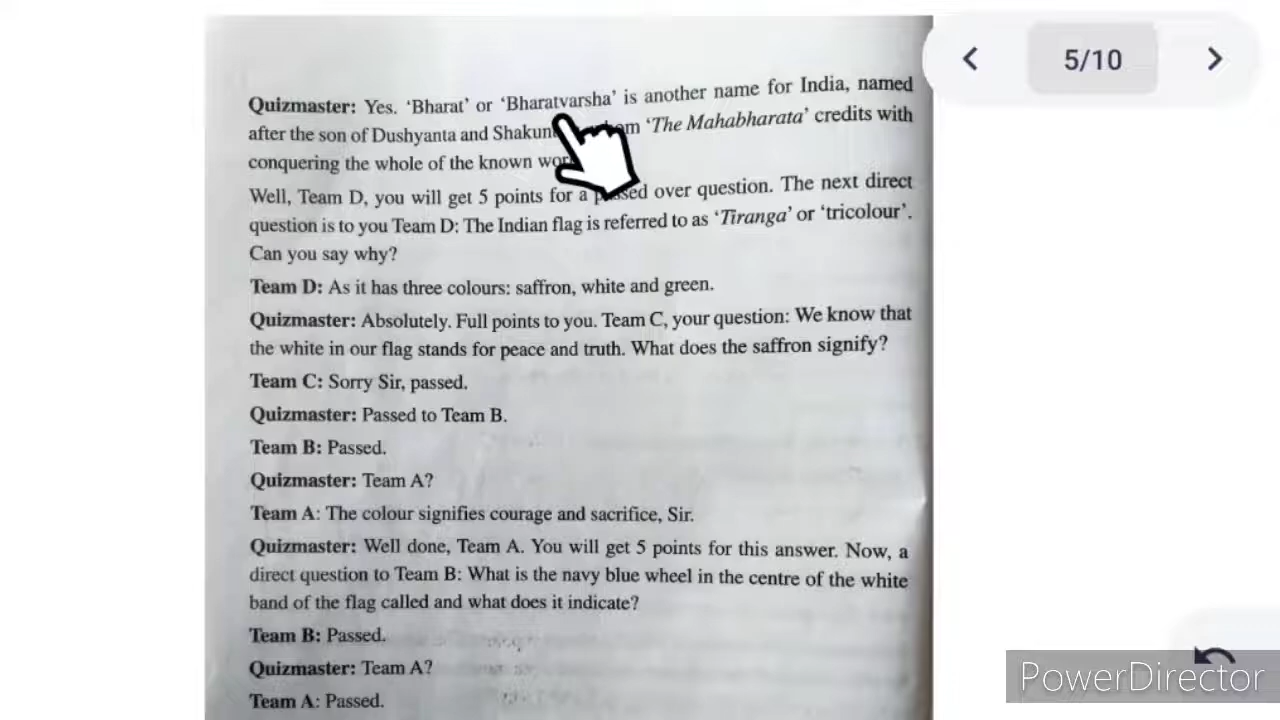 Quizmaster: Yes. ‘Bharat’ or ‘Bharatvarsha’ is another name for India, named
after the son of Dushyanta and ‘The Mahabharata’ credits with
conquering the whole of the known
Well, Team D, you will get 5 points for a over question. The next direct
question is to you Team D: The Indian flag is referred to as ‘Tiranga’ or ‘tricolour’.
Can you say why?
Team D: As it has three colours: saffron, white and green.
Quizmaster: Absolutely. Full points to you. Team C, your question: We know that
the white in our flag stands for peace and truth. What does the saffron signify?
Team C: Sorry Sir, passed.
Quizmaster: Passed to Team B.
Team B: Passed.
Quizmaster: Team A?
Team A: The colour signifies courage and sacrifice, Sir.
Quizmaster: Well done, Team A. You will get 5 points for this answer. Now, a
direct question to Team B: What is the navy blue wheel in the centre of the white
band of the flag called and what does it indicate?
Team B: Passed.
Quizmaster: Team A?
Team A: Passed.
5/10
PowerDirector